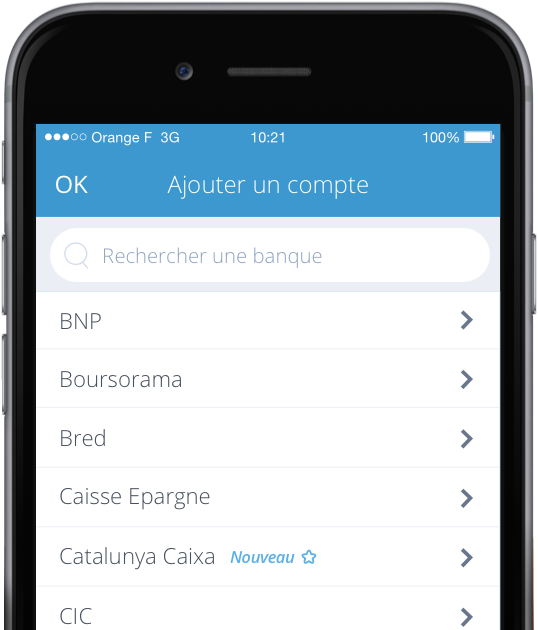 Orange F 3G 10:21 100%
OK Ajouter un compte
Rechercher une banque
BNP
Boursorama
Bred
Caisse Epargne
Catalunya Caixa Nouveau
CIC